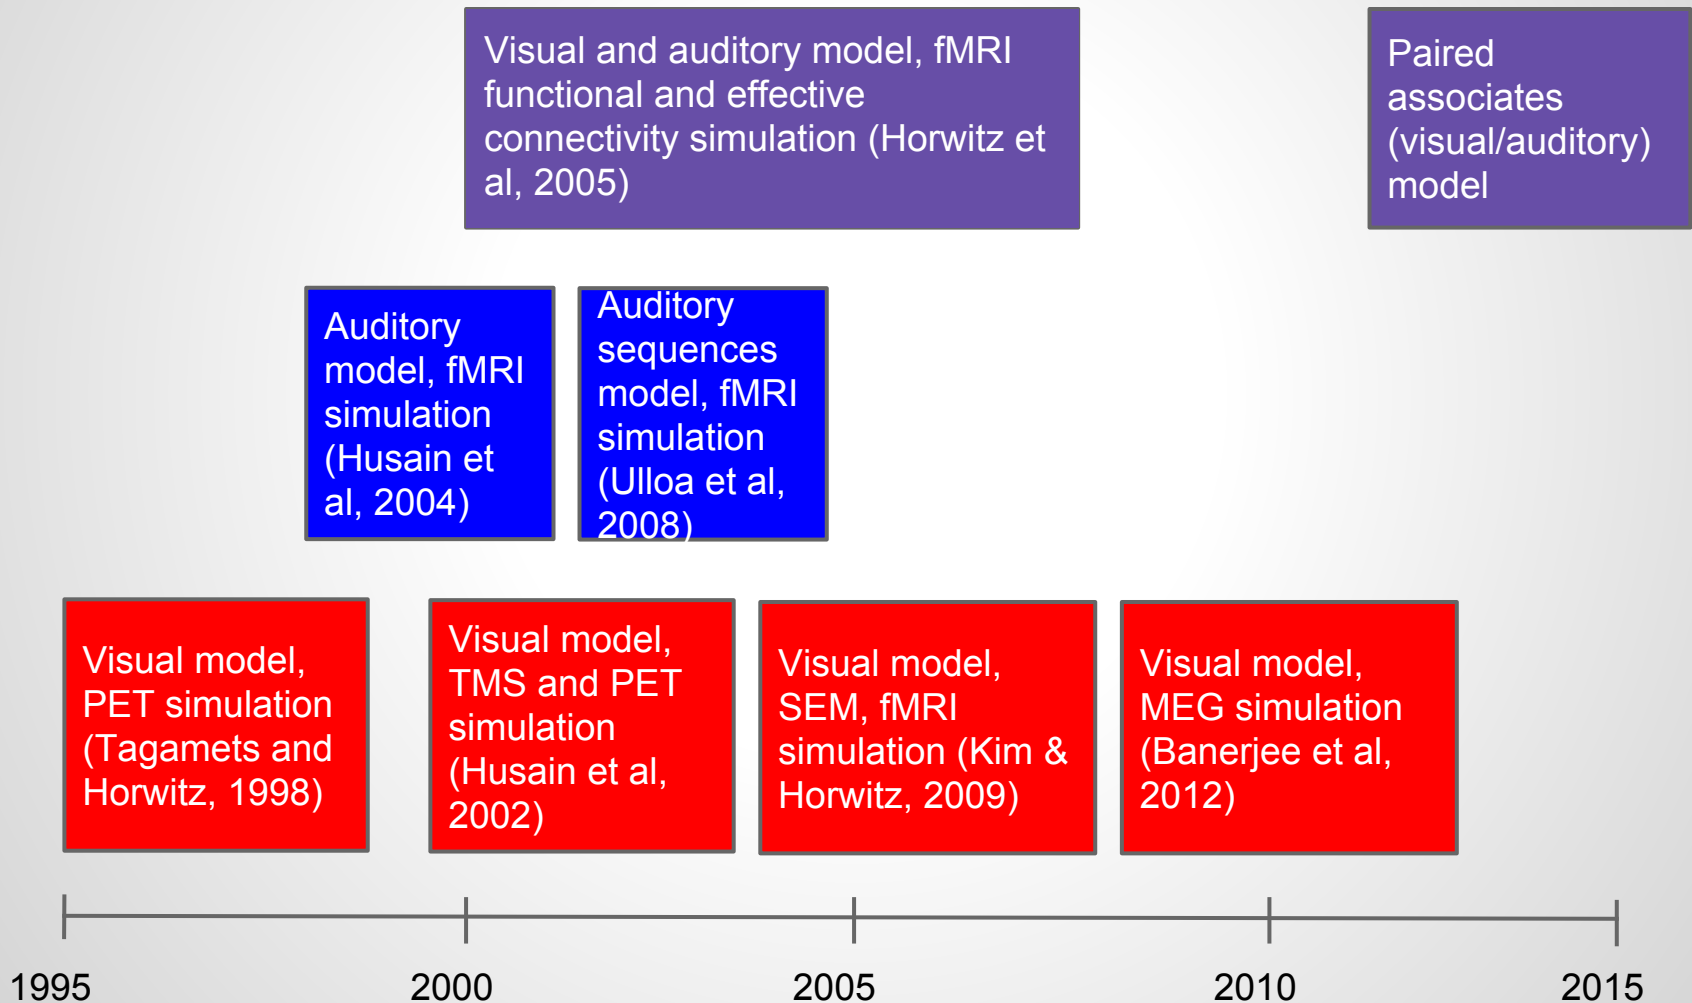 Visual and auditory model, fMRI
functional and effective
connectivity simulation (Horwitz et
al, 2005)
Paired
associates
(visual/auditory)
model
Auditory
model, fMRI
simulation
(Husain et
al, 2004)
Auditory
sequences
model, fMRI
simulation
(Ulloa et al,
2008)
Visual model,
PET simulation
(Tagamets and
Horwitz, 1998)
Visual model,
TMS and PET
simulation
(Husain et al,
2002)
Visual model,
SEM, fMRI
simulation (Kim &
Horwitz, 2009)
Visual model,
MEG simulation
(Banerjee et al,
2012)
1995
2000
2005
2010
2015